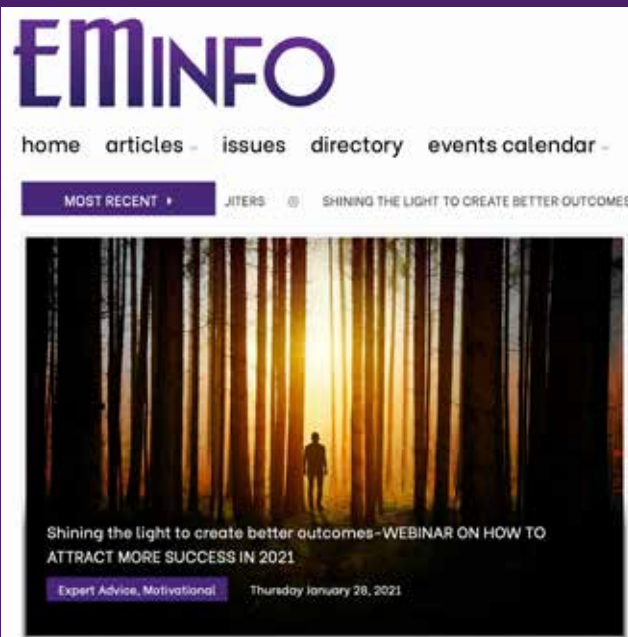 EMINFO
home articles issues directory events calendar
MOST RECENT JITERS SHINING THE LIGHT TO CREATE BETTER OUTCOMES
Shining the light to create better outcomes-WEBINAR ON HOW TO
ATTRACT MORE SUCCESS IN 2021
Expert Advice, Motivational Thursday January 28, 2021